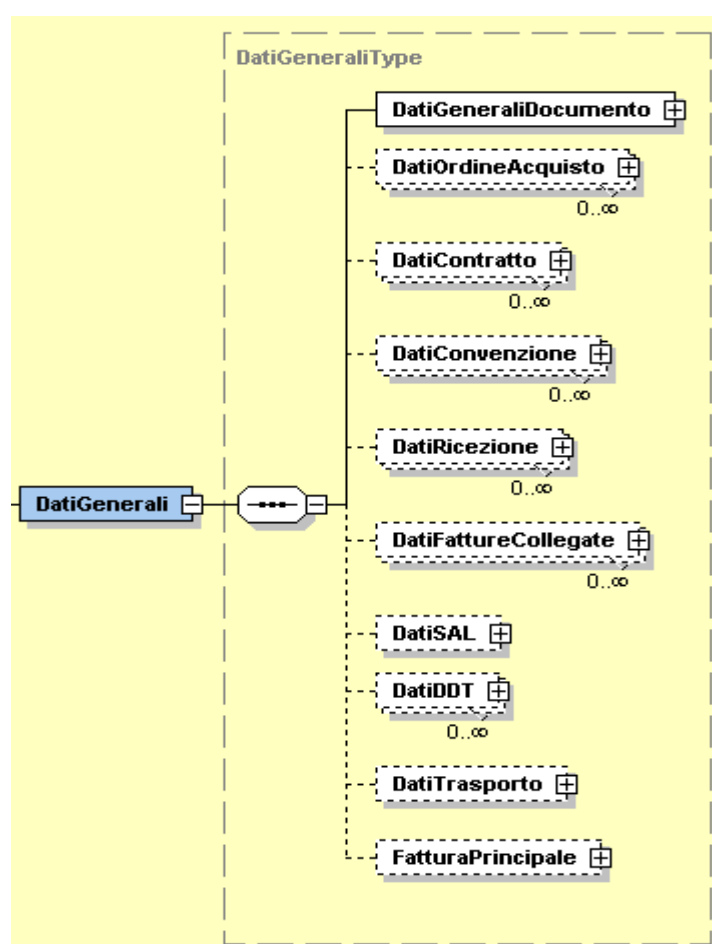 DatiGeneraliType
DatiGeneraliDocumento
DatiOrdineAcquisto
0..∞
DatiContratto
0..∞
DatiConvenzione
0..∞
DatiRicezione
0..∞
DatiGenerali
DatiFattureCollegate
0..∞
DatiSAL
DatiDDT
0..∞
DatiTrasporto
FatturaPrincipale